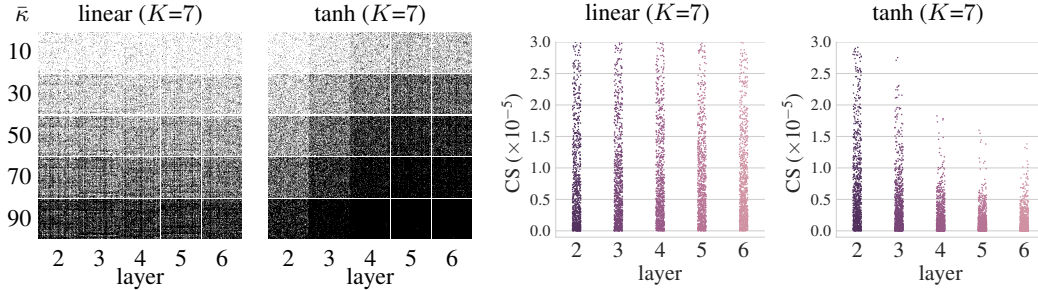 κ̄ linear (K=7) tanh (K=7)
10
30
50
70
90
2 3 4 5 6 2 3 4 5 6
layer layer
linear (K=7) tanh (K=7)
CS (×10⁻⁵) CS (×10⁻⁵)
3.0 3.0
2.5 2.5
2.0 2.0
1.5 1.5
1.0 1.0
0.5 0.5
0.0 0.0
2 3 4 5 6 2 3 4 5 6
layer layer